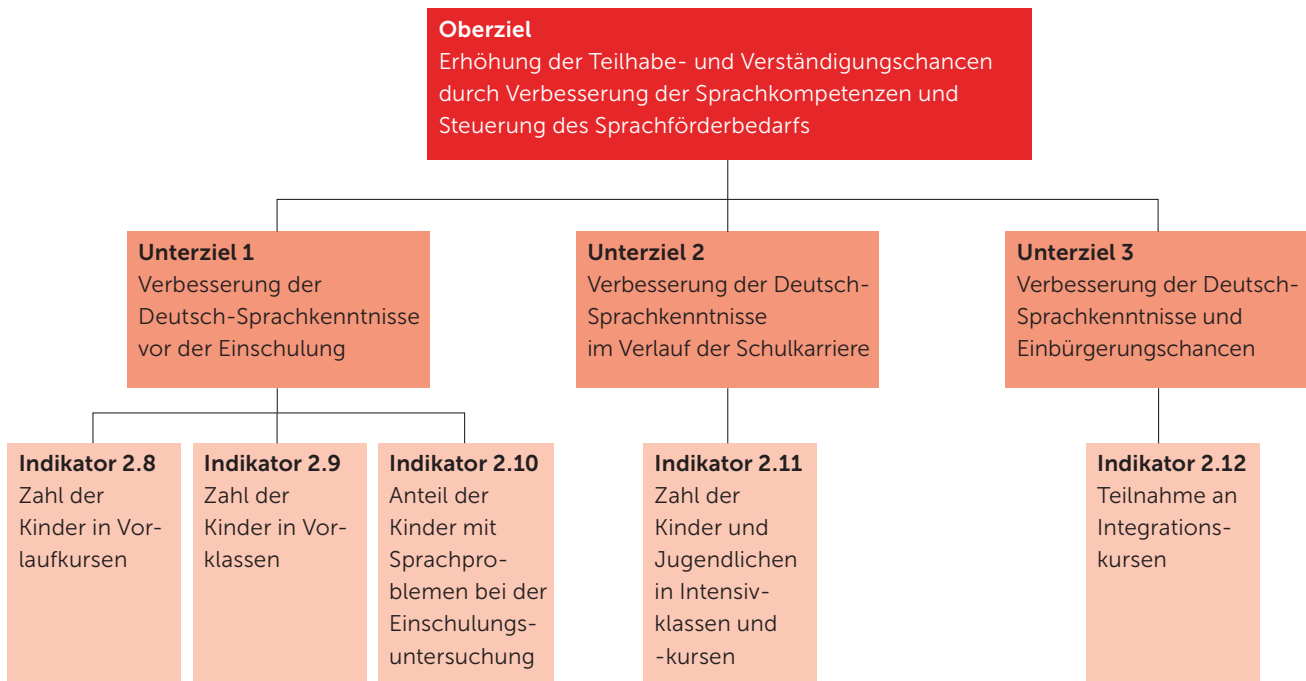 Oberziel
Erhöhung der Teilhabe- und Verständigungschancen
durch Verbesserung der Sprachkompetenzen und
Steuerung des Sprachförderbedarfs
Unterziel 1
Verbesserung der
Deutsch-Sprachkenntnisse
vor der Einschulung
Unterziel 2
Verbesserung der Deutsch-
Sprachkenntnisse
im Verlauf der Schulkarriere
Unterziel 3
Verbesserung der Deutsch-
Sprachkenntnisse und
Einbürgerungschancen
Indikator 2.8
Zahl der
Kinder in Vor-
laufkursen
Indikator 2.9
Zahl der
Kinder in Vor-
klassen
Indikator 2.10
Anteil der
Kinder mit
Sprachpro-
blemen bei der
Einschulungs-
untersuchung
Indikator 2.11
Zahl der
Kinder und
Jugendlichen
in Intensiv-
klassen und
-kursen
Indikator 2.12
Teilnahme an
Integrations-
kursen